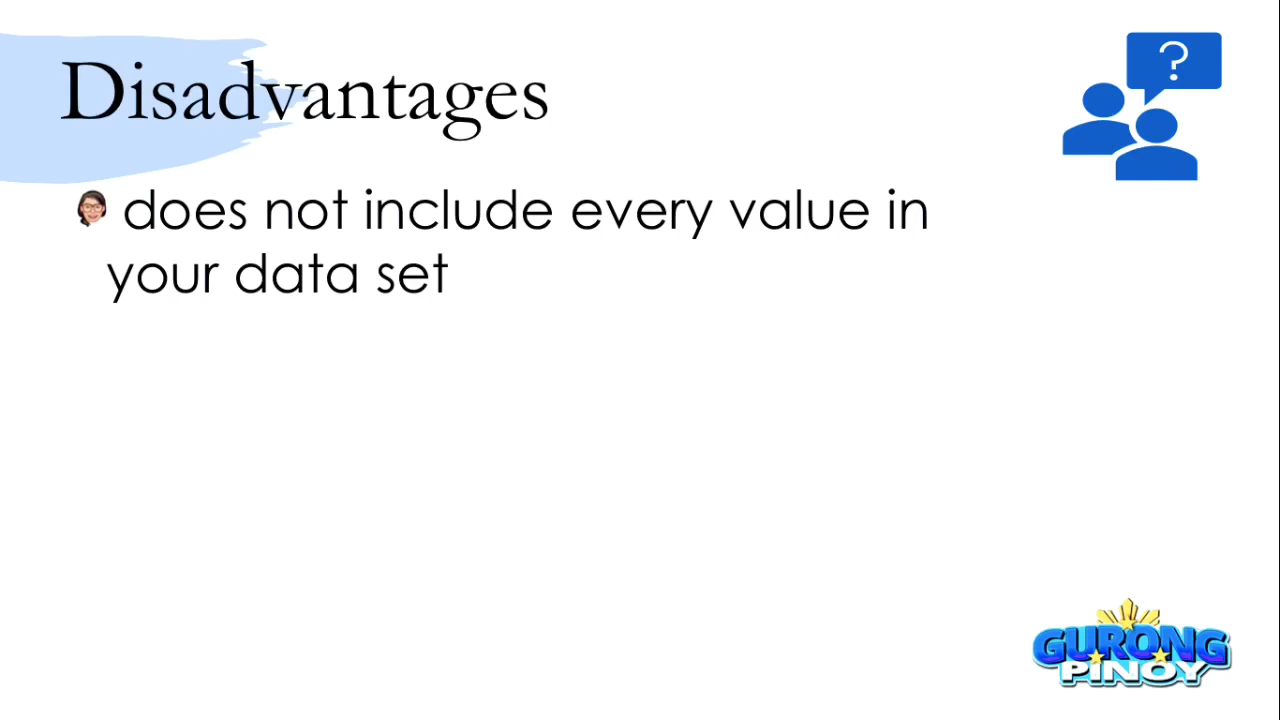 Disadvantages
?
does not include every value in
your data set
GURONG
PINOY